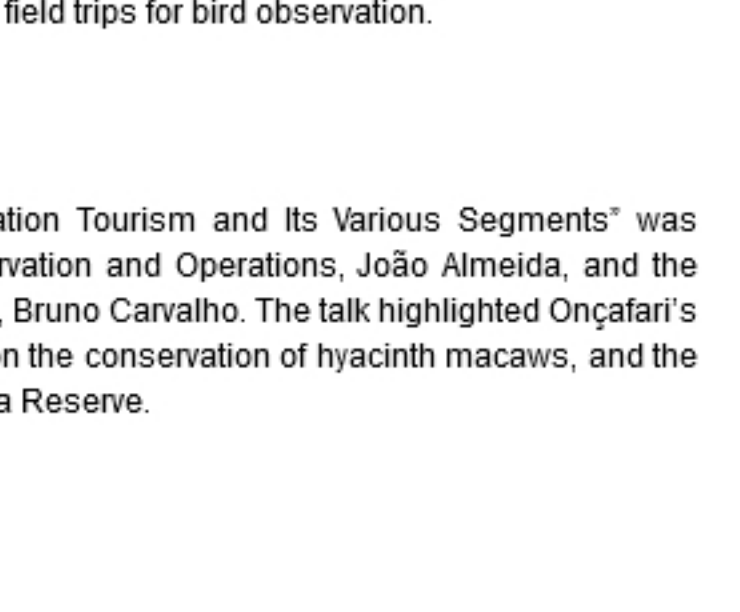 field trips for bird observation.
ation Tourism and Its Various Segments” was
rvation and Operations, João Almeida, and the
, Bruno Carvalho. The talk highlighted Onçafari’s
on the conservation of hyacinth macaws, and the
a Reserve.